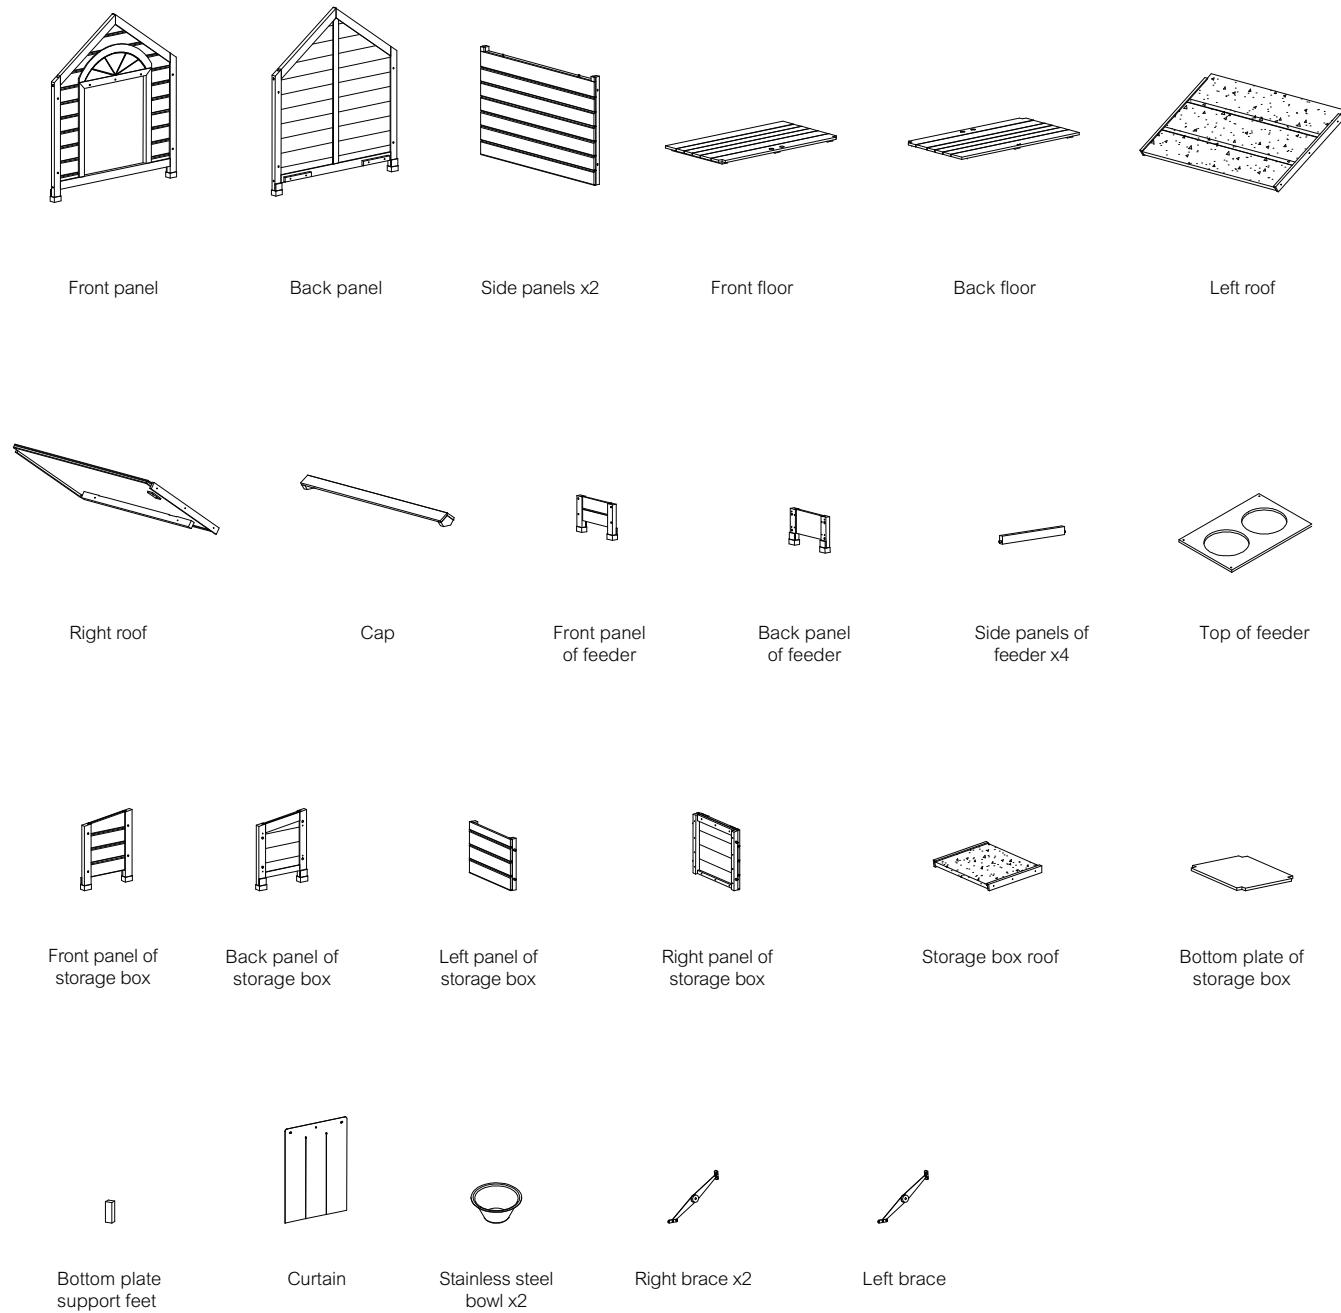 Front panel
Back panel
Side panels x2
Front floor
Back floor
Left roof
Right roof
Cap
Front panel
of feeder
Back panel
of feeder
Side panels of
feeder x4
Top of feeder
Front panel of
storage box
Back panel of
storage box
Left panel of
storage box
Right panel of
storage box
Storage box roof
Bottom plate of
storage box
Bottom plate
support feet
Curtain
Stainless steel
bowl x2
Right brace x2
Left brace